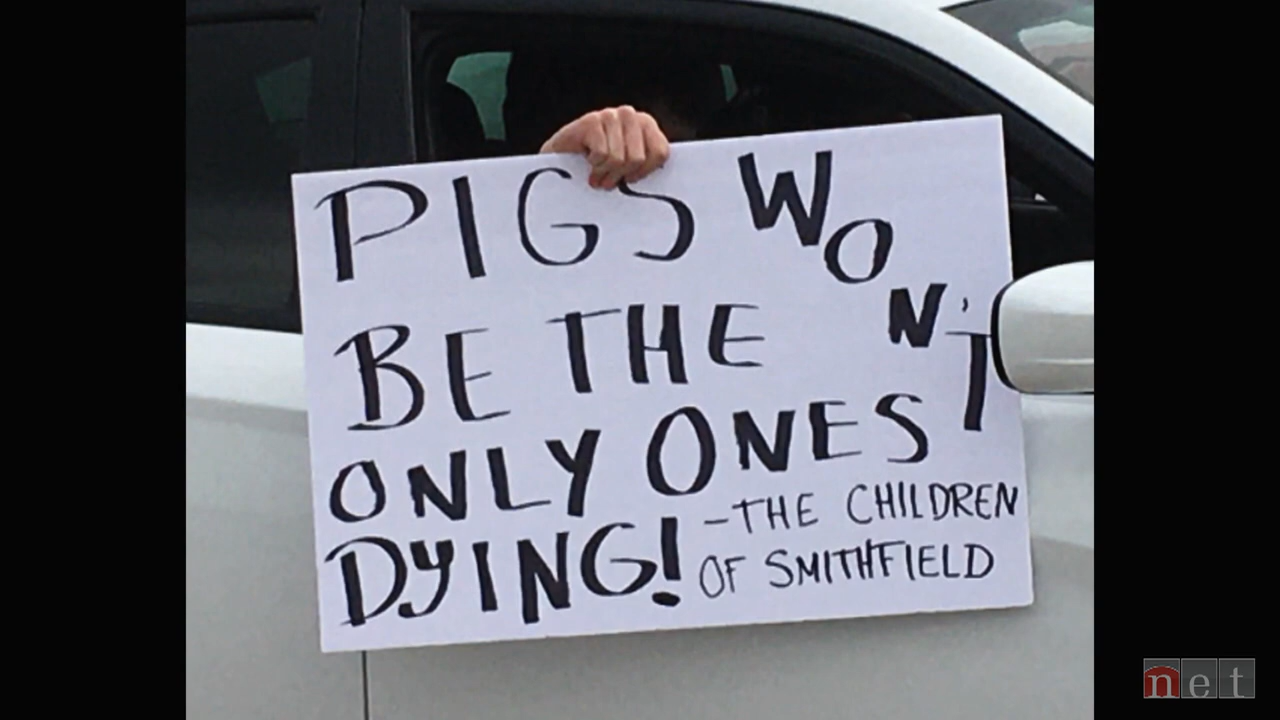 PIGS WON'T
BE THE
ONLY ONES
DYING! -THE CHILDREN
OF SMITHFIELD
net